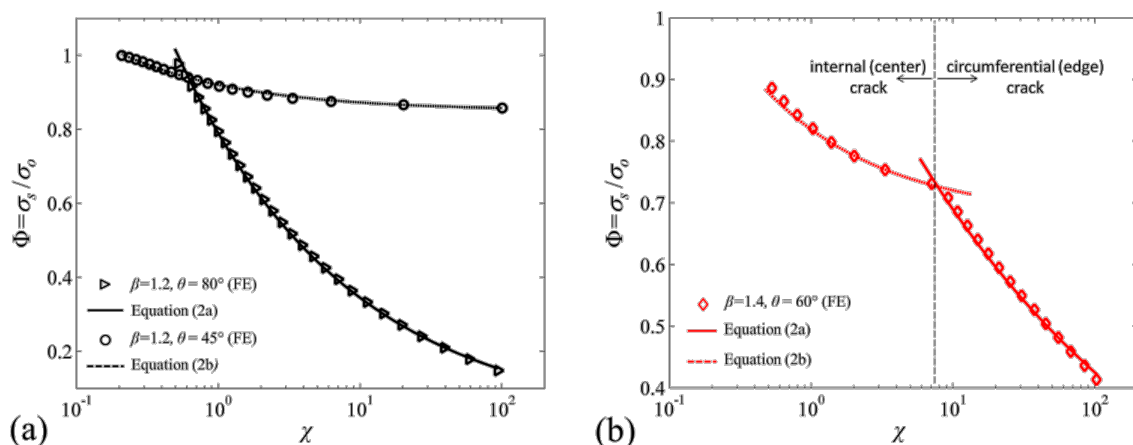 1
0.8
0.6
0.4
0.2
Φ=σs/σo
β=1.2, θ = 80° (FE)
Equation (2a)
β=1.2, θ = 45° (FE)
Equation (2b)
10-1
100
101
102
χ
(a)
internal (center)
crack
circumferential (edge)
crack
0.9
0.8
0.7
0.6
0.5
0.4
Φ=σs/σo
β=1.4, θ = 60° (FE)
Equation (2a)
Equation (2b)
10-1
100
101
102
χ
(b)